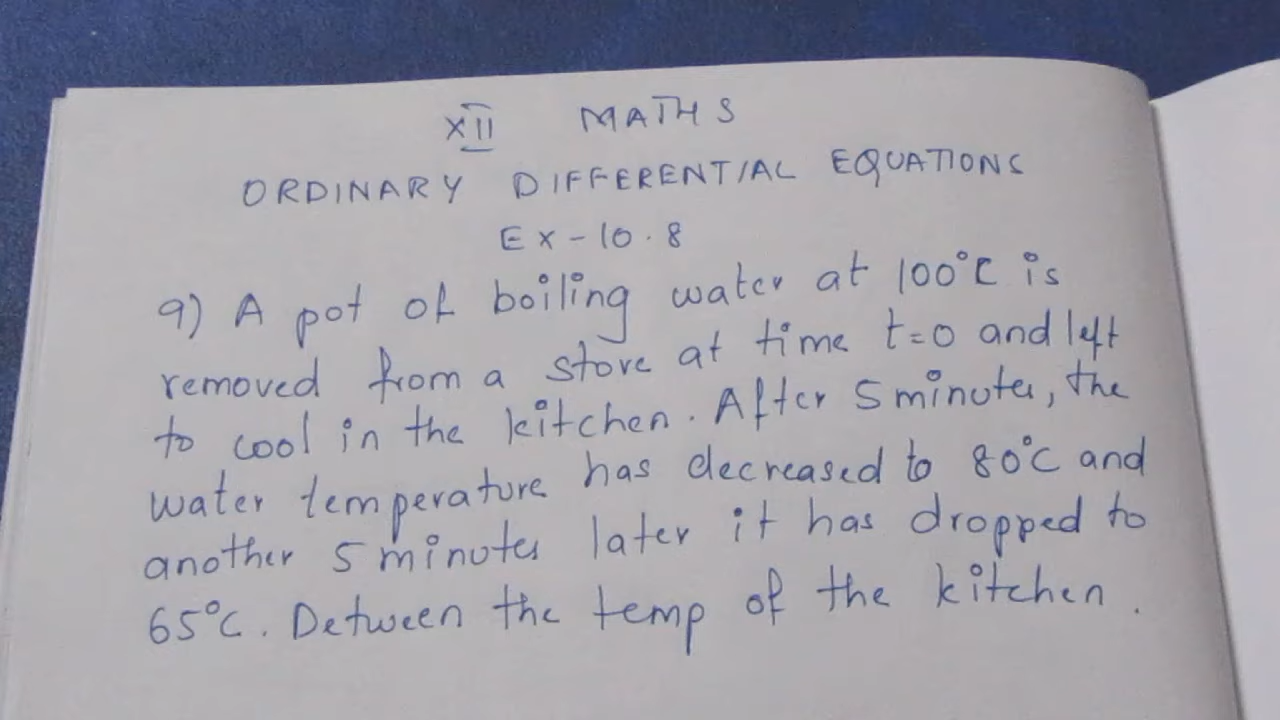 XII MATHS
ORDINARY DIFFERENTIAL EQUATIONS
Ex-10.8
9) A pot of boiling water at 100°C is
removed from a stove at time t=0 and left
to cool in the kitchen. After 5 minutes, the
water temperature has decreased to 80°C and
another 5 minutes later it has dropped to
65°C. Detween the temp of the kitchen.